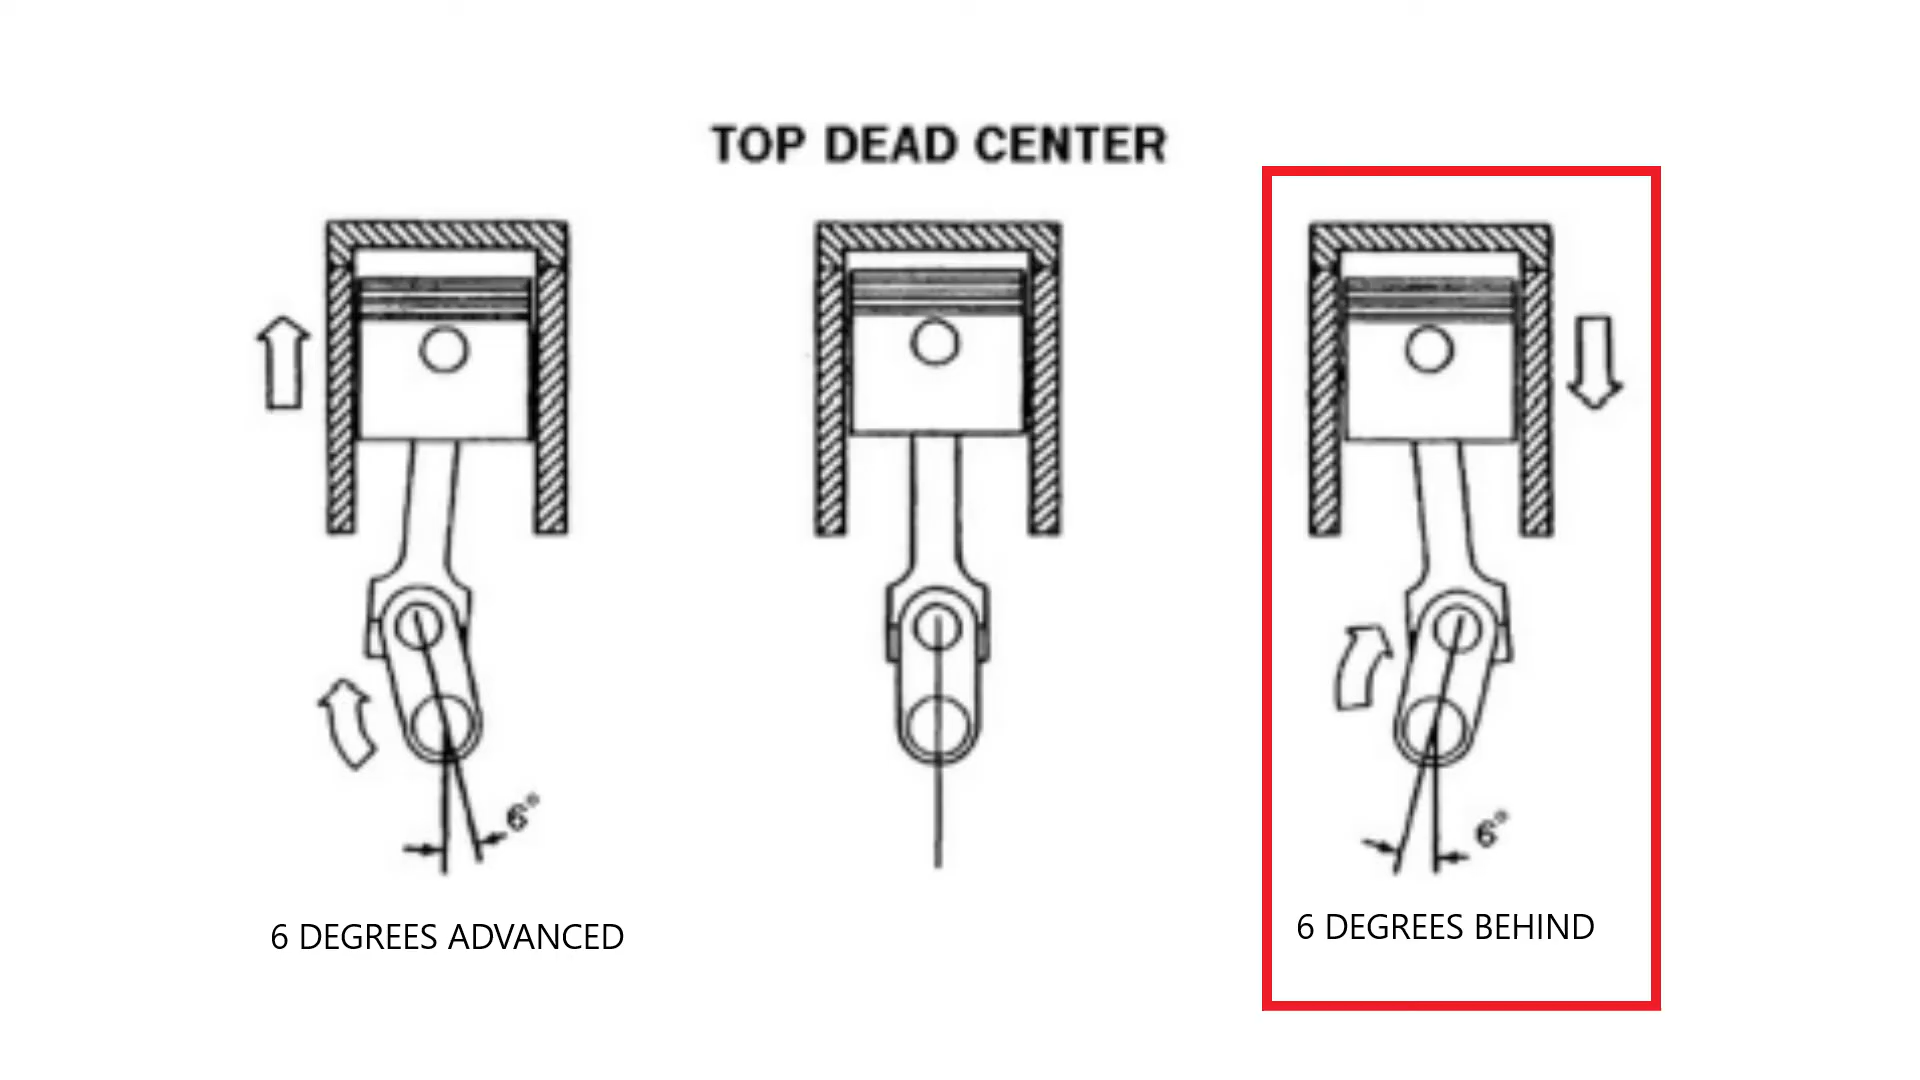 TOP DEAD CENTER
6°
6°
6 DEGREES ADVANCED
6 DEGREES BEHIND